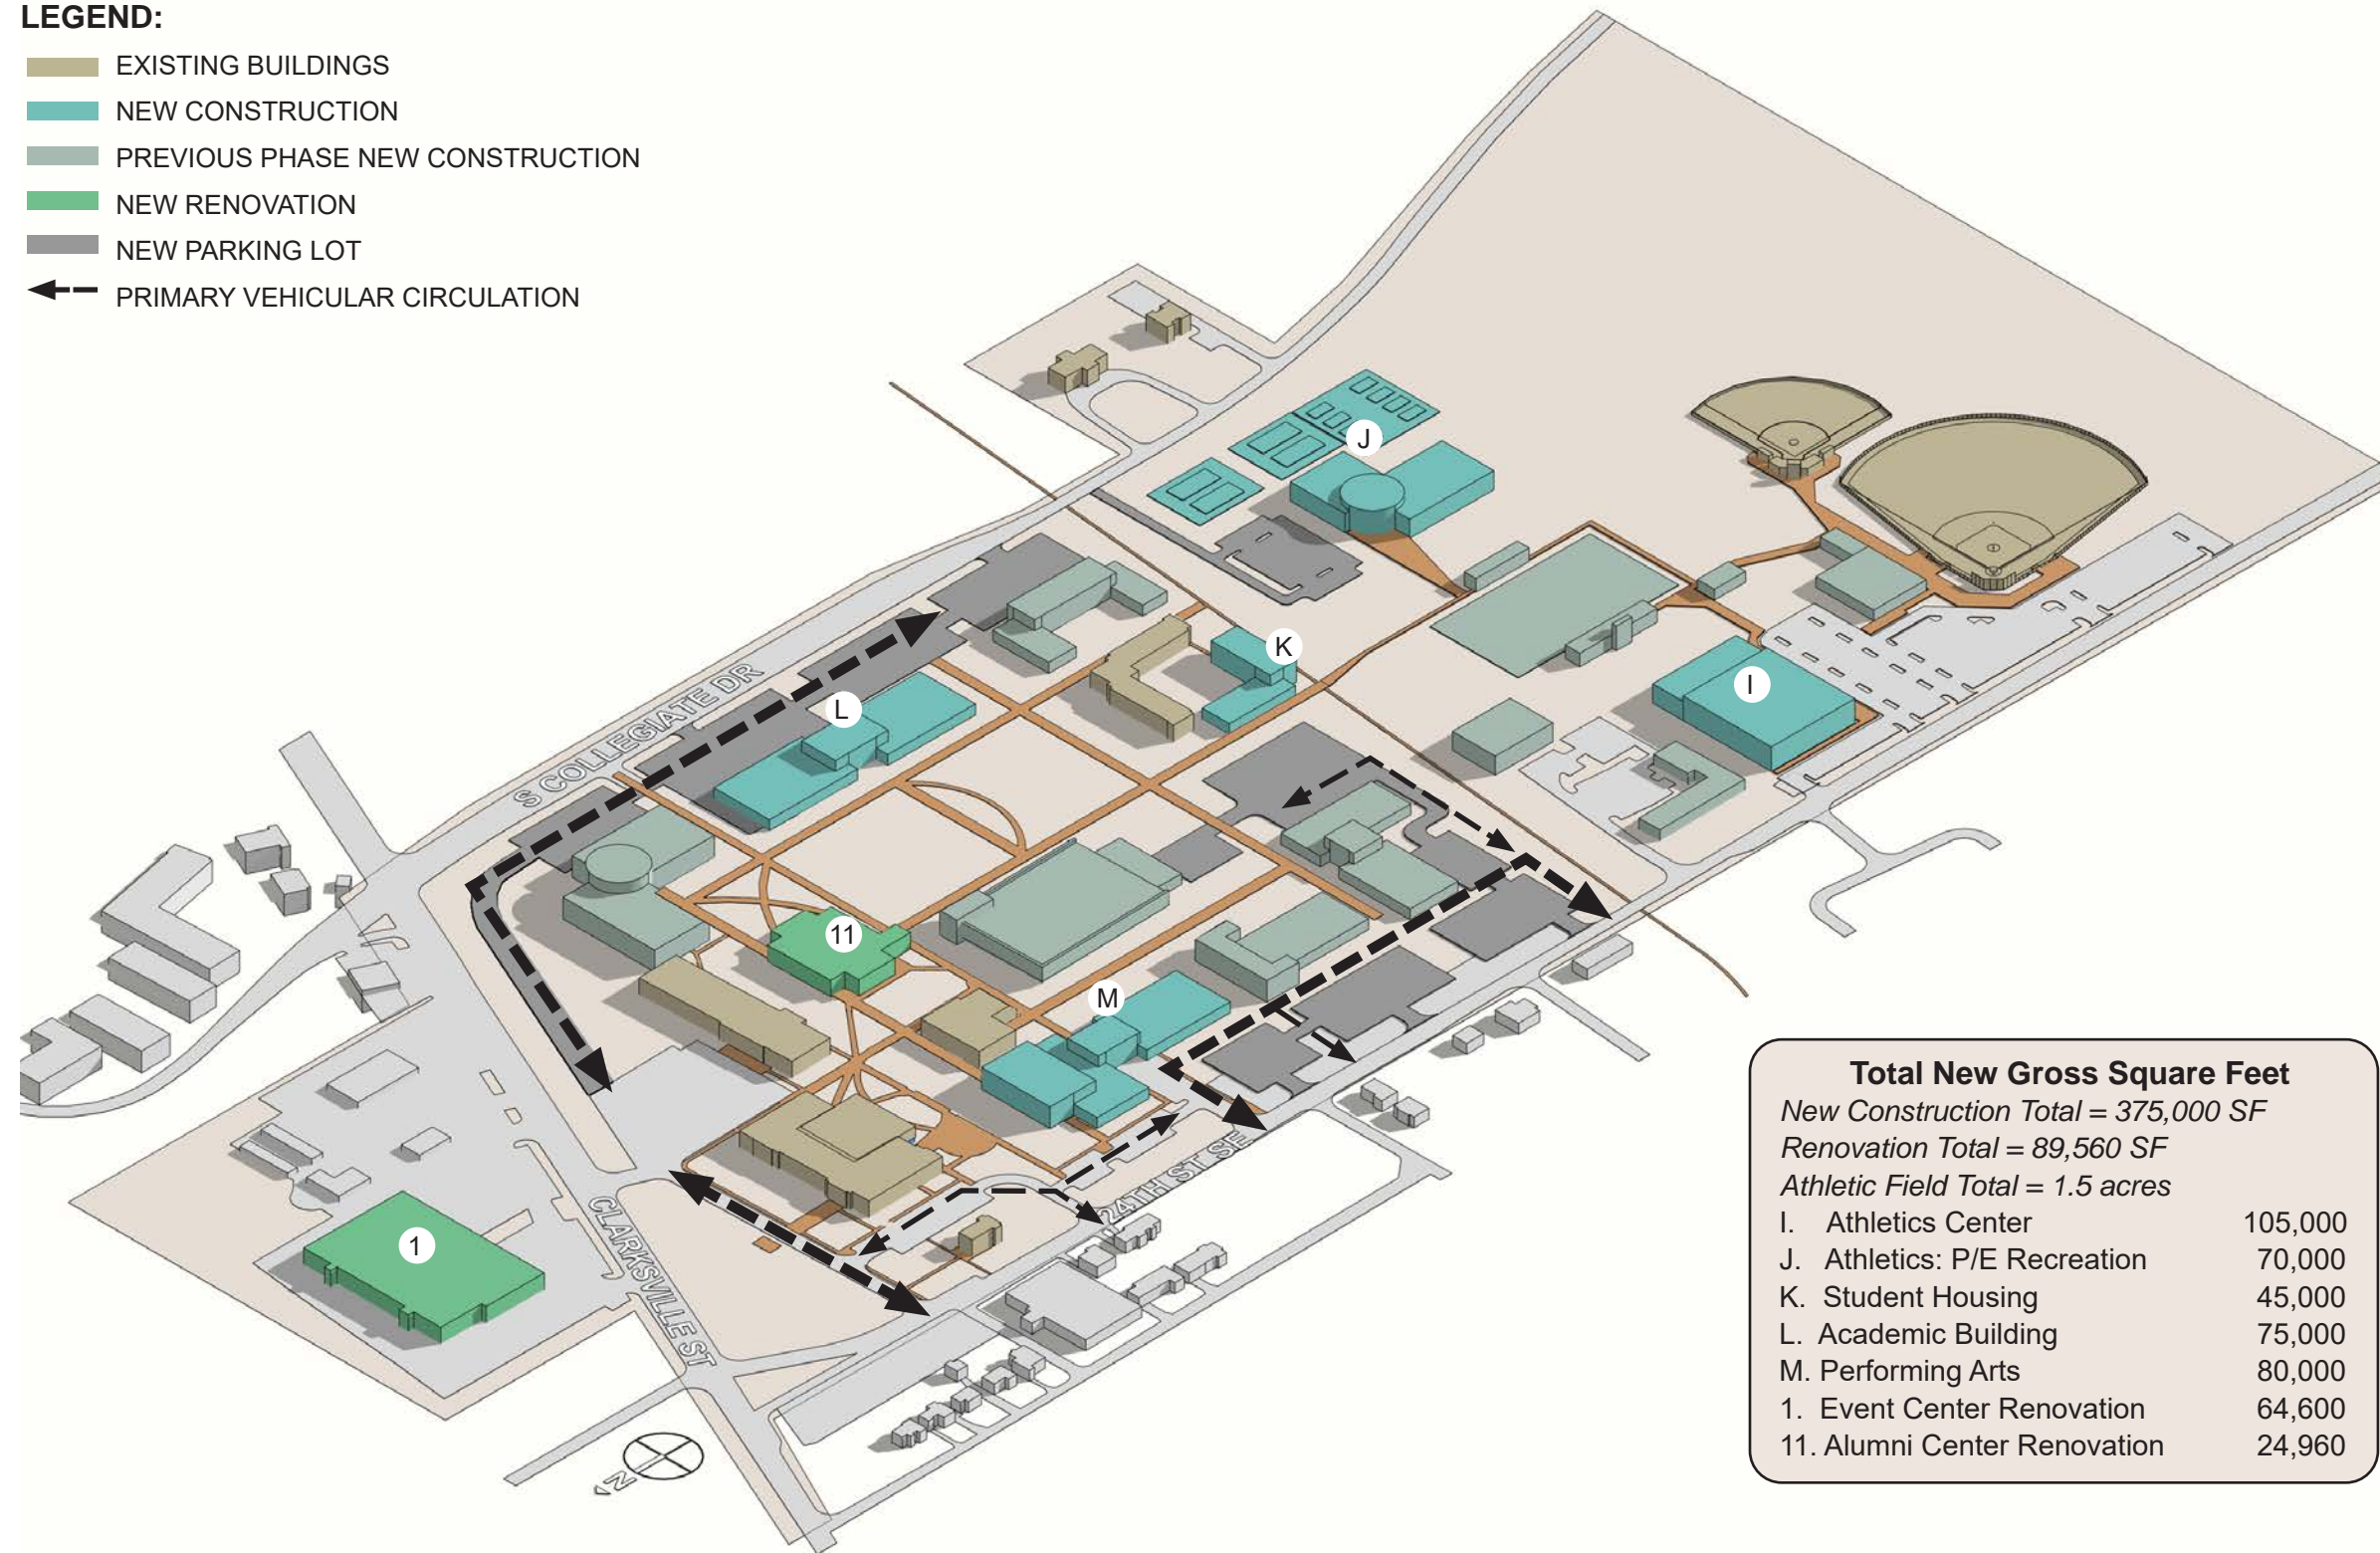 LEGEND:
EXISTING BUILDINGS
NEW CONSTRUCTION
PREVIOUS PHASE NEW CONSTRUCTION
NEW RENOVATION
NEW PARKING LOT
PRIMARY VEHICULAR CIRCULATION
J
K
I
L
S COLLEGIATE DR
11
M
24TH ST SE
1
CLARKSVILLE ST
N
Total New Gross Square Feet
New Construction Total = 375,000 SF
Renovation Total = 89,560 SF
Athletic Field Total = 1.5 acres
I. Athletics Center 105,000
J. Athletics: P/E Recreation 70,000
K. Student Housing 45,000
L. Academic Building 75,000
M. Performing Arts 80,000
1. Event Center Renovation 64,600
11. Alumni Center Renovation 24,960